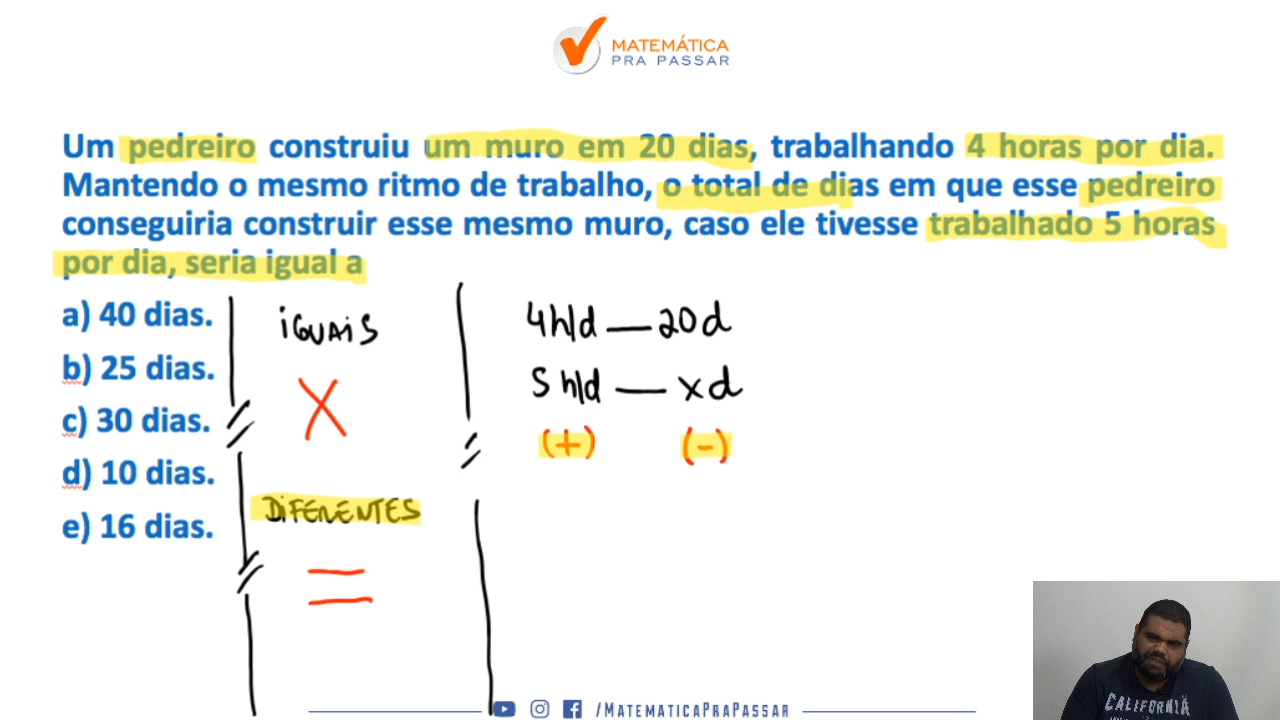 MATEMÁTICA
PRA PASSAR
Um pedreiro construiu um muro em 20 dias, trabalhando 4 horas por dia.
Mantendo o mesmo ritmo de trabalho, o total de dias em que esse pedreiro
conseguiria construir esse mesmo muro, caso ele tivesse trabalhado 5 horas
por dia, seria igual a
a) 40 dias.
b) 25 dias.
c) 30 dias.
d) 10 dias.
e) 16 dias.
iGUAiS
X
DiFERENTES
=
4h/d — 20d
5 h/d — xd
(+) (-)
CALIFORNIA
/MATEMATICAPRAPASSAR